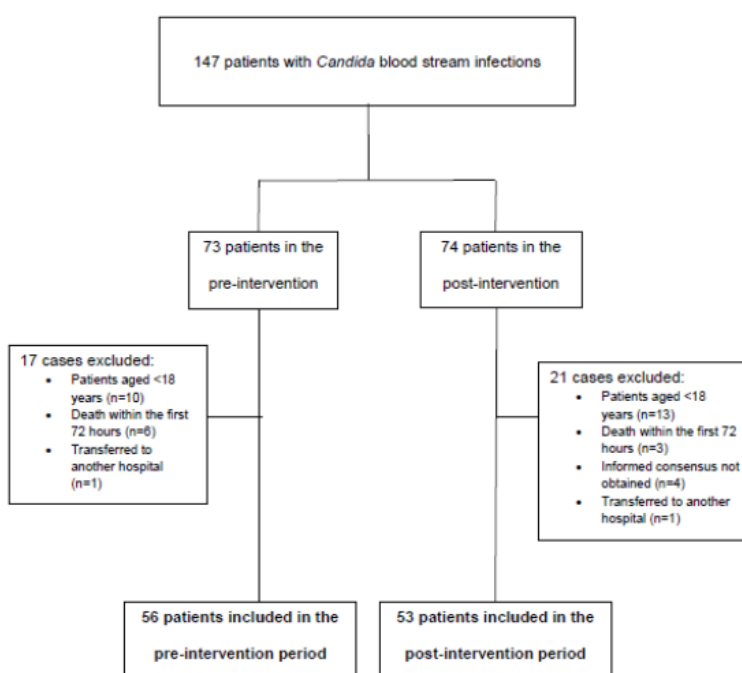 147 patients with Candida blood stream infections
73 patients in the
pre-intervention
74 patients in the
post-intervention
17 cases excluded:
• Patients aged <18
years (n=10)
• Death within the first
72 hours (n=6)
• Transferred to
another hospital
(n=1)
21 cases excluded:
• Patients aged <18
years (n=13)
• Death within the first 72
hours (n=3)
• Informed consensus not
obtained (n=4)
• Transferred to another
hospital (n=1)
56 patients included in the
pre-intervention period
53 patients included in the
post-intervention period